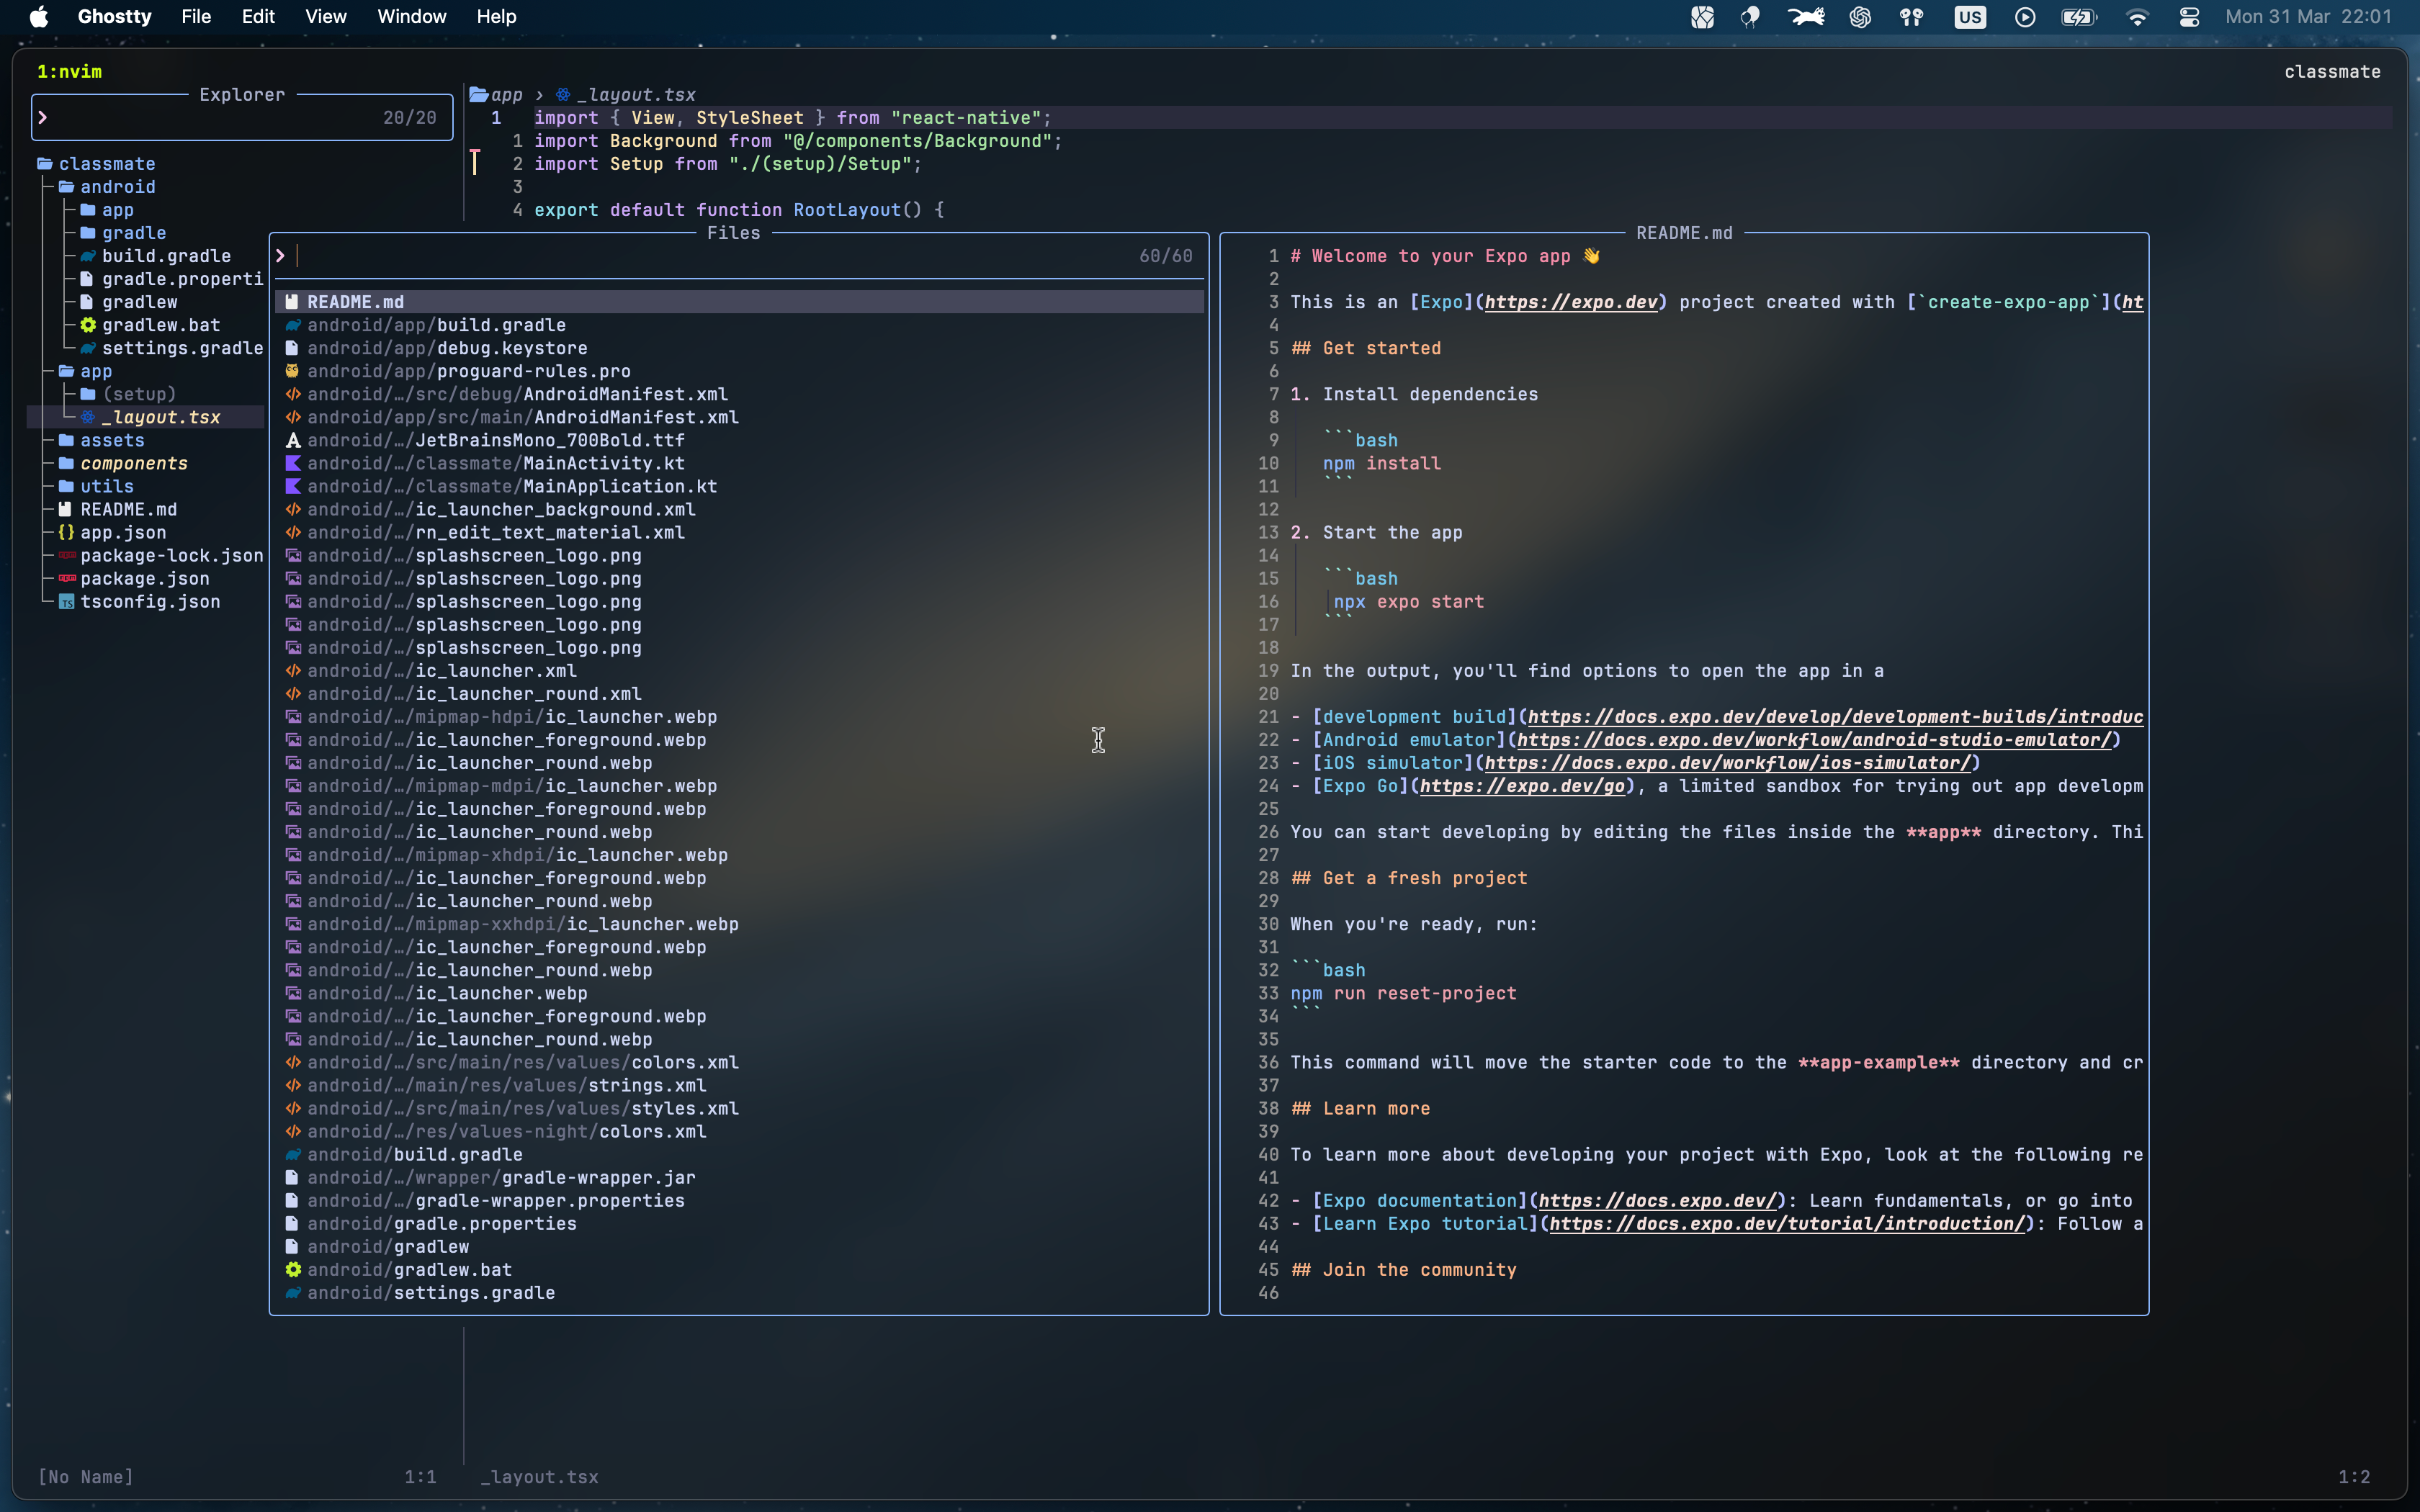 Ghostty File Edit View Window Help US Mon 31 Mar 22:01
1:nvim classmate
Explorer
20/20
classmate
android
app
gradle
build.gradle
gradle.properti
gradlew
gradlew.bat
settings.gradle
app
(setup)
_layout.tsx
assets
components
utils
README.md
app.json
package-lock.json
package.json
tsconfig.json
app › _layout.tsx
1 import { View, StyleSheet } from "react-native";
1 import Background from "@/components/Background";
2 import Setup from "./(setup)/Setup";
3
4 export default function RootLayout() {
Files
60/60
README.md
android/app/build.gradle
android/app/debug.keystore
android/app/proguard-rules.pro
android/…/src/debug/AndroidManifest.xml
android/app/src/main/AndroidManifest.xml
android/…/JetBrainsMono_700Bold.ttf
android/…/classmate/MainActivity.kt
android/…/classmate/MainApplication.kt
android/…/ic_launcher_background.xml
android/…/rn_edit_text_material.xml
android/…/splashscreen_logo.png
android/…/splashscreen_logo.png
android/…/splashscreen_logo.png
android/…/splashscreen_logo.png
android/…/splashscreen_logo.png
android/…/ic_launcher.xml
android/…/ic_launcher_round.xml
android/…/mipmap-hdpi/ic_launcher.webp
android/…/ic_launcher_foreground.webp
android/…/ic_launcher_round.webp
android/…/mipmap-mdpi/ic_launcher.webp
android/…/ic_launcher_foreground.webp
android/…/ic_launcher_round.webp
android/…/mipmap-xhdpi/ic_launcher.webp
android/…/ic_launcher_foreground.webp
android/…/ic_launcher_round.webp
android/…/mipmap-xxhdpi/ic_launcher.webp
android/…/ic_launcher_foreground.webp
android/…/ic_launcher_round.webp
android/…/ic_launcher.webp
android/…/ic_launcher_foreground.webp
android/…/ic_launcher_round.webp
android/…/src/main/res/values/colors.xml
android/…/main/res/values/strings.xml
android/…/src/main/res/values/styles.xml
android/…/res/values-night/colors.xml
android/build.gradle
android/…/wrapper/gradle-wrapper.jar
android/…/gradle-wrapper.properties
android/gradle.properties
android/gradlew
android/gradlew.bat
android/settings.gradle
README.md
1 # Welcome to your Expo app 👋
2
3 This is an [Expo](https://expo.dev) project created with [`create-expo-app`](ht
4
5 ## Get started
6
7 1. Install dependencies
8
9 ```bash
10 npm install
11 ```
12
13 2. Start the app
14
15 ```bash
16 npx expo start
17 ```
18
19 In the output, you'll find options to open the app in a
20
21 - [development build](https://docs.expo.dev/develop/development-builds/introduc
22 - [Android emulator](https://docs.expo.dev/workflow/android-studio-emulator/)
23 - [iOS simulator](https://docs.expo.dev/workflow/ios-simulator/)
24 - [Expo Go](https://expo.dev/go), a limited sandbox for trying out app developm
25
26 You can start developing by editing the files inside the **app** directory. Thi
27
28 ## Get a fresh project
29
30 When you're ready, run:
31
32 ```bash
33 npm run reset-project
34 ```
35
36 This command will move the starter code to the **app-example** directory and cr
37
38 ## Learn more
39
40 To learn more about developing your project with Expo, look at the following re
41
42 - [Expo documentation](https://docs.expo.dev/): Learn fundamentals, or go into
43 - [Learn Expo tutorial](https://docs.expo.dev/tutorial/introduction/): Follow a
44
45 ## Join the community
46
[No Name] 1:1 _layout.tsx 1:2